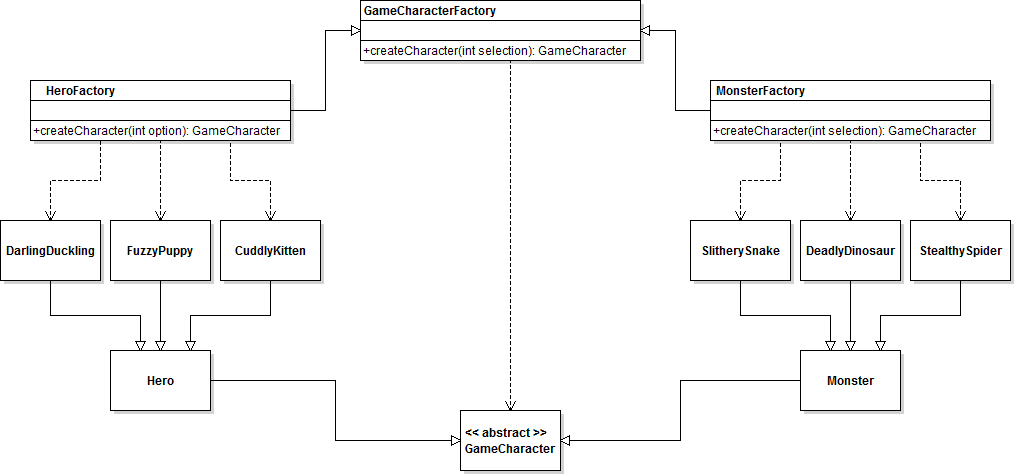 GameCharacterFactory
+createCharacter(int selection): GameCharacter
HeroFactory
+createCharacter(int option): GameCharacter
MonsterFactory
+createCharacter(int selection): GameCharacter
DarlingDuckling
FuzzyPuppy
CuddlyKitten
SlitherySnake
DeadlyDinosaur
StealthySpider
Hero
Monster
<< abstract >>
GameCharacter